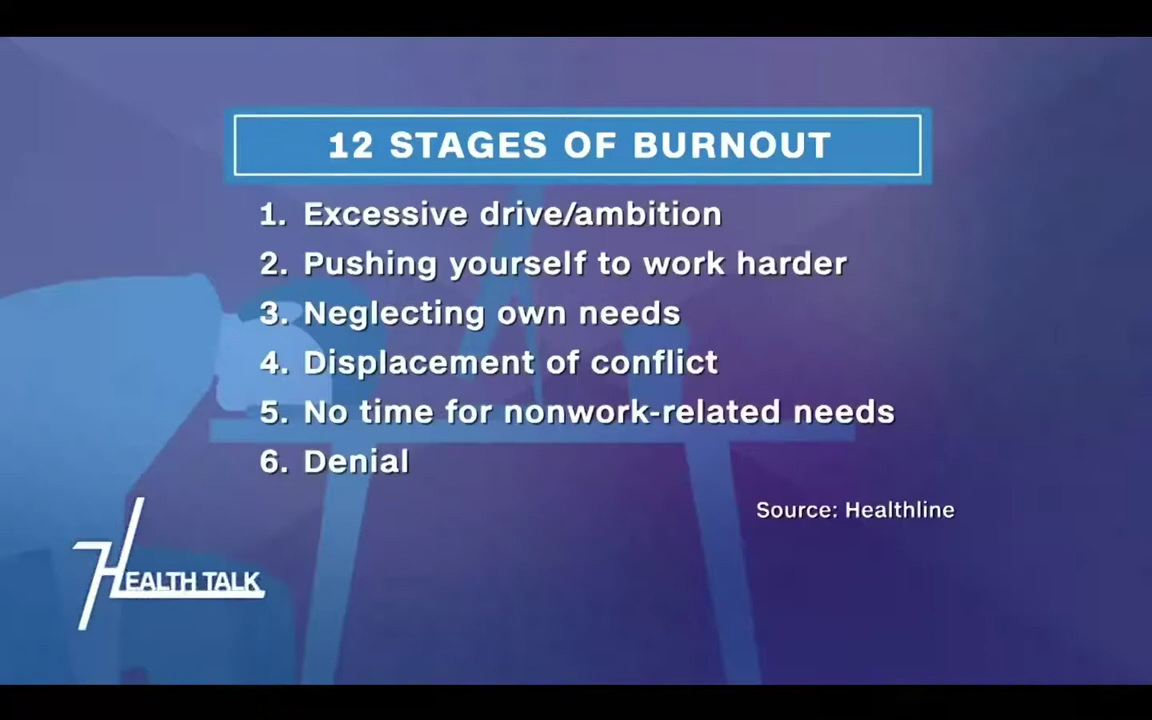 12 STAGES OF BURNOUT
1. Excessive drive/ambition
2. Pushing yourself to work harder
3. Neglecting own needs
4. Displacement of conflict
5. No time for nonwork-related needs
6. Denial
Source: Healthline
HEALTH TALK